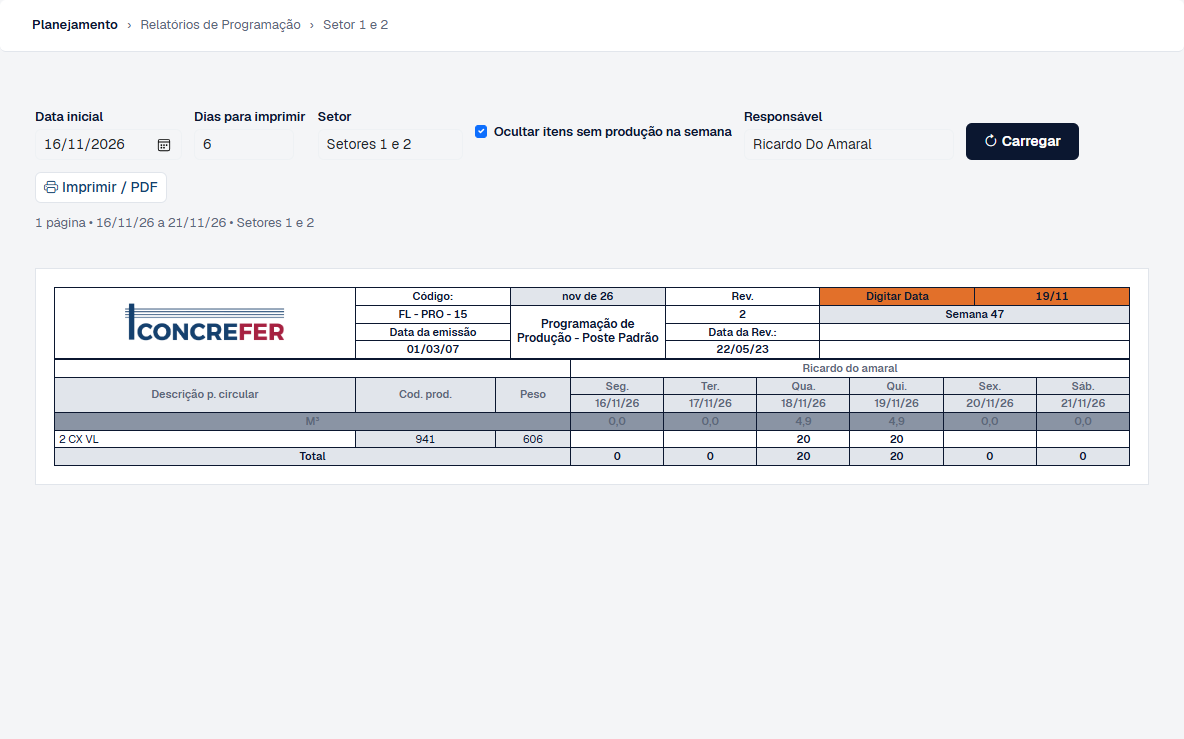 Planejamento › Relatórios de Programação › Setor 1 e 2
Data inicial
Dias para imprimir
Setor
Ocultar itens sem produção na semana
Responsável
16/11/2026
6
Setores 1 e 2
Ricardo Do Amaral
Carregar
Imprimir / PDF
1 página • 16/11/26 a 21/11/26 • Setores 1 e 2
CONCREFER
Código: nov de 26 Rev. Digitar Data 19/11
FL - PRO - 15 2 Semana 47
Programação de
Produção - Poste Padrão
Data da emissão Data da Rev.:
01/03/07 22/05/23
Ricardo do amaral
Descrição p. circular Cod. prod. Peso Seg. Ter. Qua. Qui. Sex. Sáb.
16/11/26 17/11/26 18/11/26 19/11/26 20/11/26 21/11/26
M³ 0,0 0,0 4,9 4,9 0,0 0,0
2 CX VL 941 606 20 20
Total 0 0 20 20 0 0